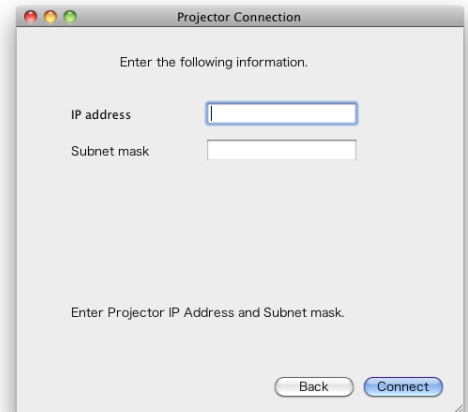 Projector Connection
Enter the following information.
IP address
Subnet mask
Enter Projector IP Address and Subnet mask.
Back Connect